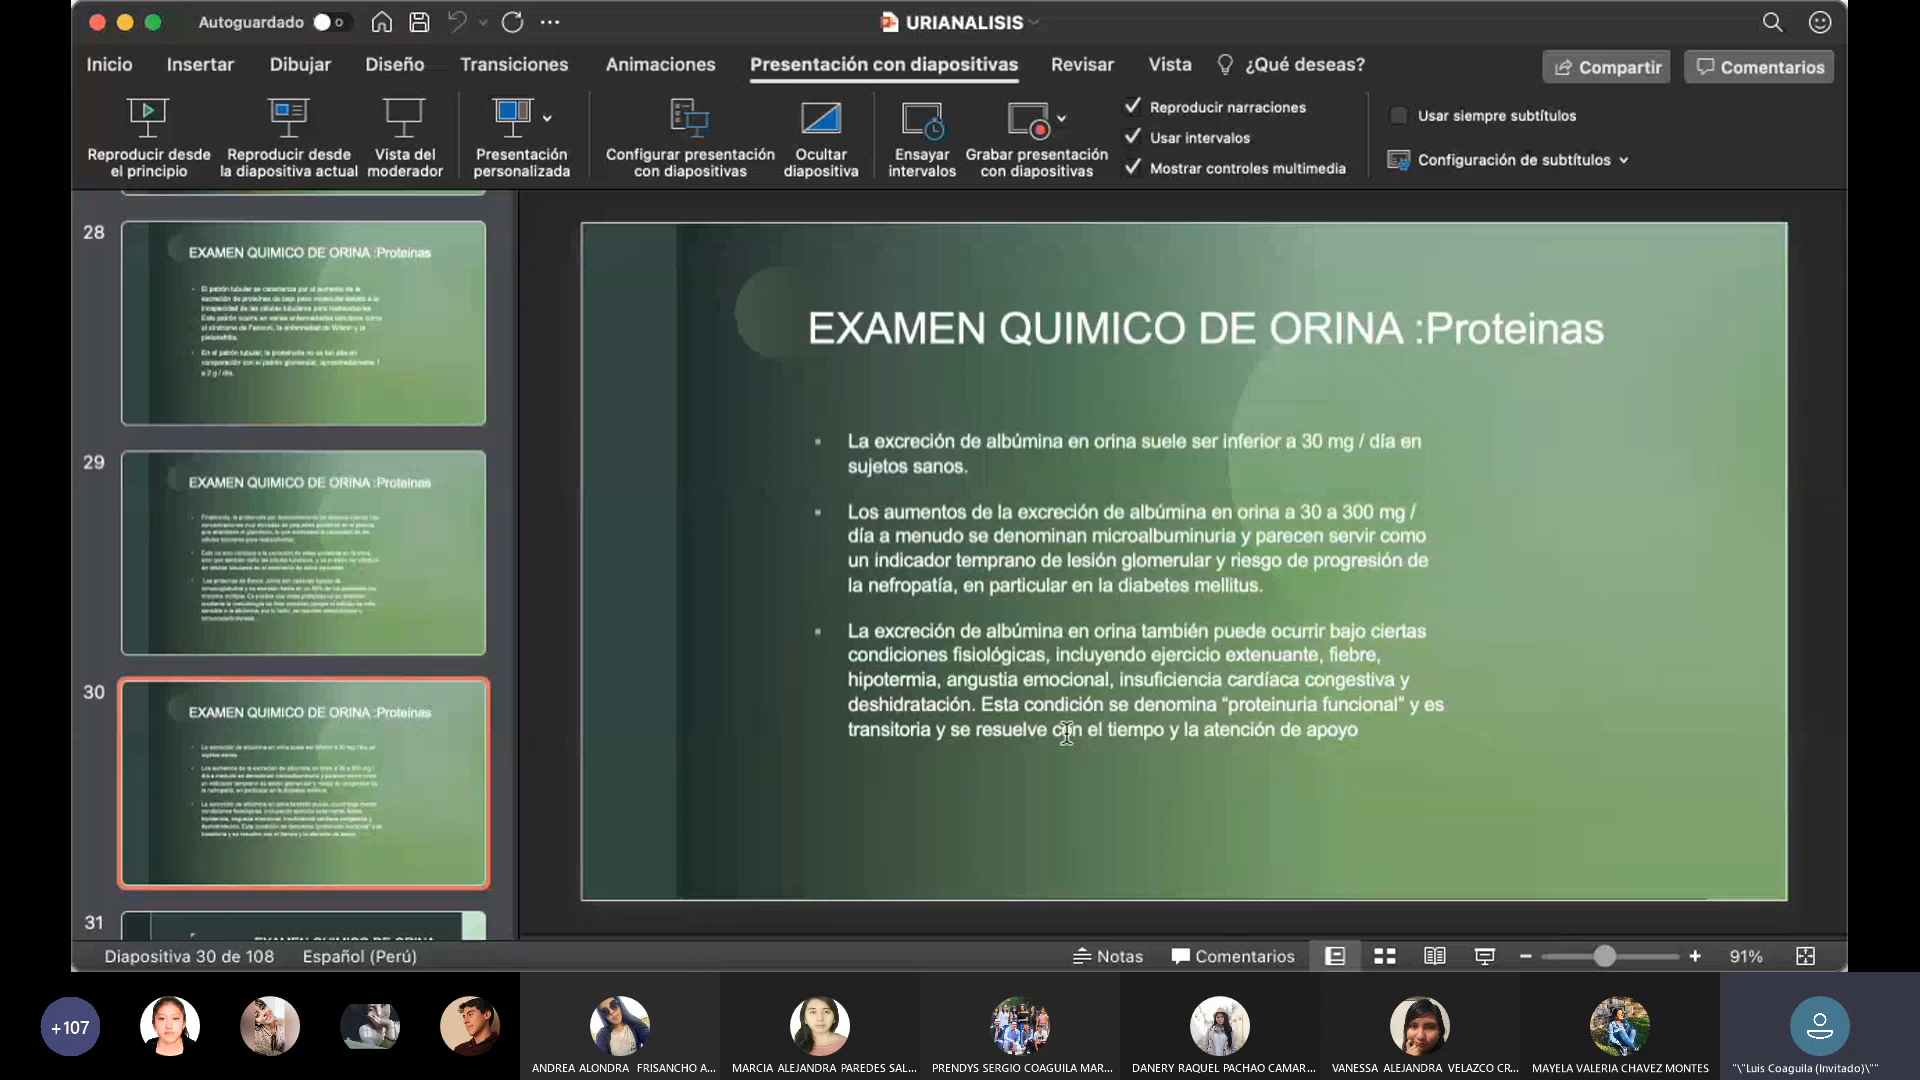 Autoguardado
URIANALISIS
Inicio Insertar Dibujar Diseño Transiciones Animaciones Presentación con diapositivas Revisar Vista ¿Qué deseas? Compartir Comentarios
Reproducir desde el principio
Reproducir desde la diapositiva actual
Vista del moderador
Presentación personalizada
Configurar presentación con diapositivas
Ocultar diapositiva
Ensayar intervalos
Grabar presentación con diapositivas
Reproducir narraciones
Usar intervalos
Mostrar controles multimedia
Usar siempre subtítulos
Configuración de subtítulos
28
EXAMEN QUIMICO DE ORINA :Proteinas
29
EXAMEN QUIMICO DE ORINA :Proteinas
30
EXAMEN QUIMICO DE ORINA :Proteinas
31
EXAMEN QUIMICO DE ORINA :Proteinas
La excreción de albúmina en orina suele ser inferior a 30 mg / día en
sujetos sanos.
Los aumentos de la excreción de albúmina en orina a 30 a 300 mg /
día a menudo se denominan microalbuminuria y parecen servir como
un indicador temprano de lesión glomerular y riesgo de progresión de
la nefropatía, en particular en la diabetes mellitus.
La excreción de albúmina en orina también puede ocurrir bajo ciertas
condiciones fisiológicas, incluyendo ejercicio extenuante, fiebre,
hipotermia, angustia emocional, insuficiencia cardíaca congestiva y
deshidratación. Esta condición se denomina “proteinuria funcional” y es
transitoria y se resuelve con el tiempo y la atención de apoyo
Diapositiva 30 de 108 Español (Perú) Notas Comentarios 91%
+107
ANDREA ALONDRA FRISANCHO A...
MARCIA ALEJANDRA PAREDES SAL...
PRENDYS SERGIO COAGUILA MAR...
DANERY RAQUEL PACHAO CAMAR...
VANESSA ALEJANDRA VELAZCO CR...
MAYELA VALERIA CHAVEZ MONTES
"\"Luis Coaguila (Invitado)\""